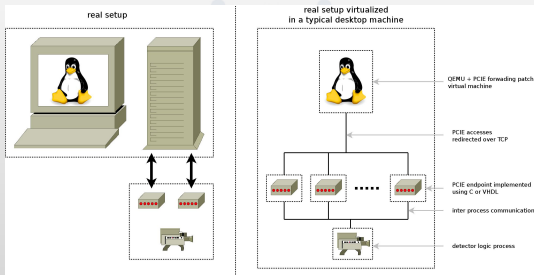 real setup
real setup virtualized
in a typical desktop machine
QEMU + PCIE forwading patch
virtual machine
PCIE accesses
redirected over TCP
PCIE endpoint implemented
using C or VHDL
inter process communication
detector logic process